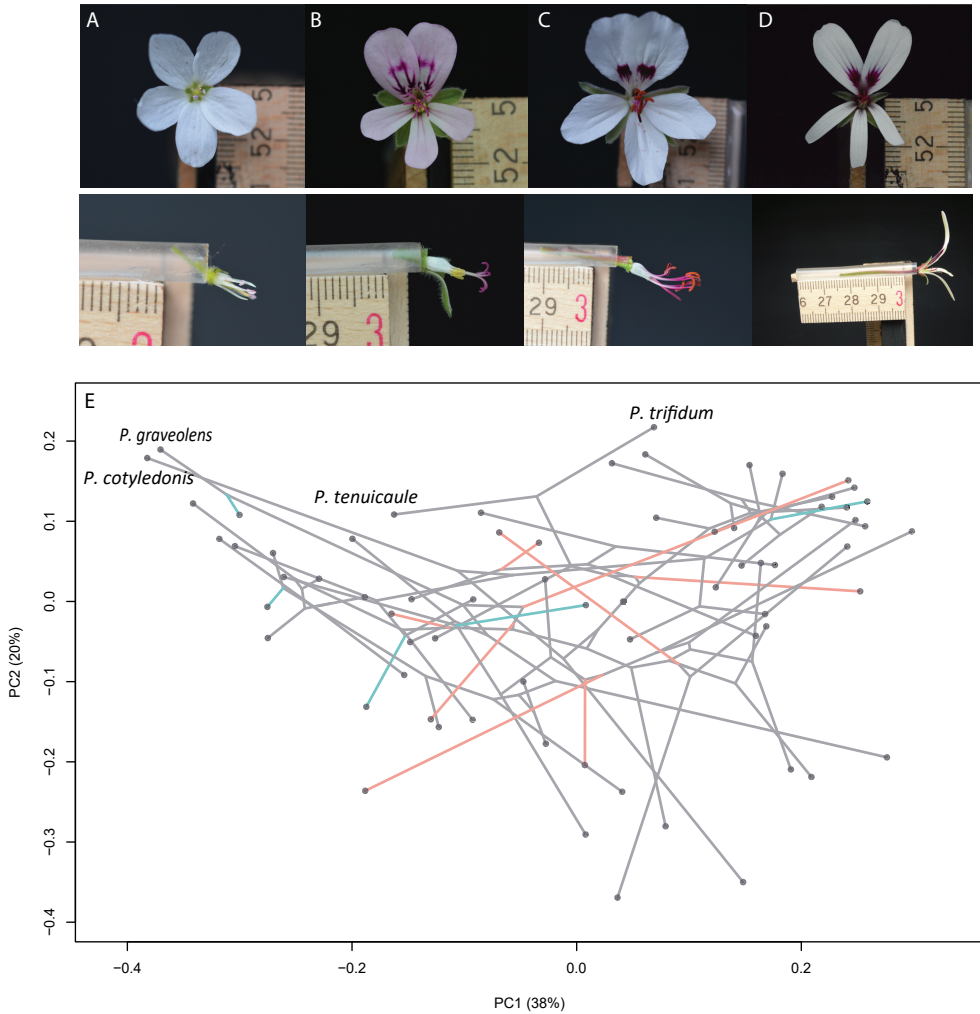 A
B
C
D
5
52
5
52
5
1
5
52
29
3
29
3
6 27 28 29 3
E
P. trifidum
P. graveolens
P. cotyledonis
P. tenuicaule
0.2
0.1
0.0
−0.1
−0.2
−0.3
−0.4
PC2 (20%)
−0.4 −0.2 0.0 0.2
PC1 (38%)